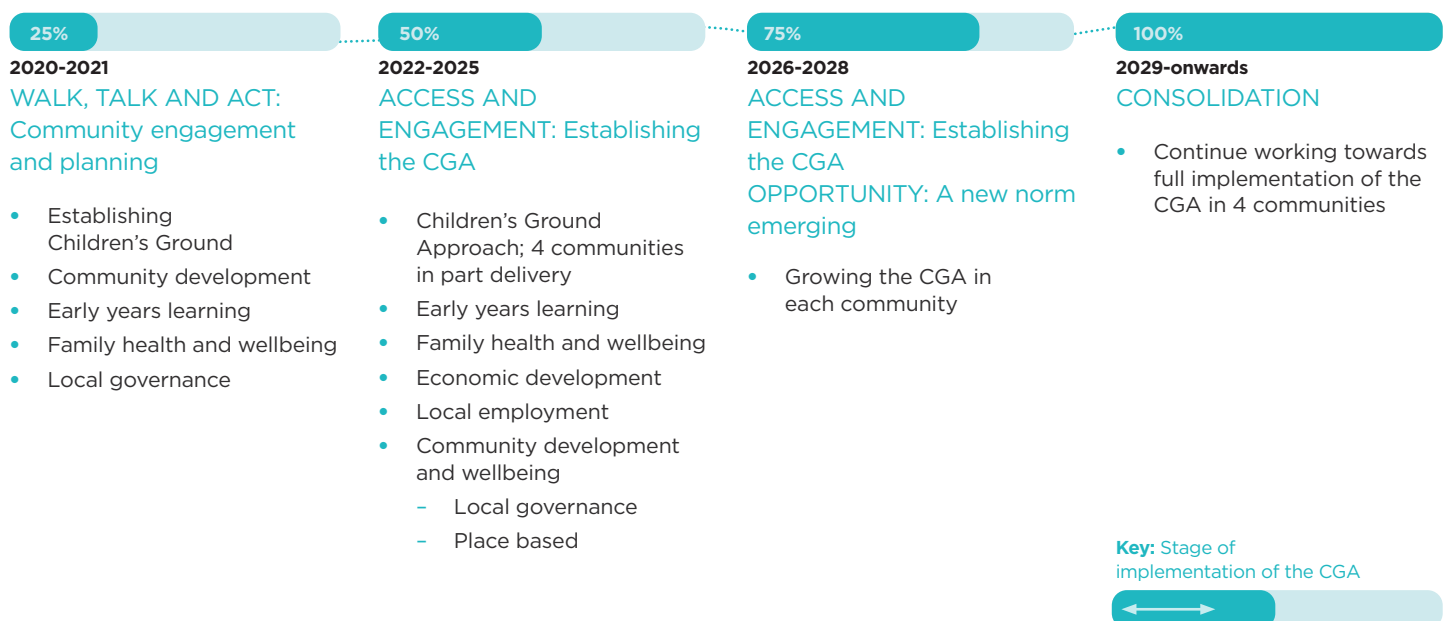 25%
2020-2021
WALK, TALK AND ACT:
Community engagement
and planning
• Establishing
Children’s Ground
• Community development
• Early years learning
• Family health and wellbeing
• Local governance
50%
2022-2025
ACCESS AND
ENGAGEMENT: Establishing
the CGA
• Children’s Ground
Approach; 4 communities
in part delivery
• Early years learning
• Family health and wellbeing
• Economic development
• Local employment
• Community development
and wellbeing
– Local governance
– Place based
75%
2026-2028
ACCESS AND
ENGAGEMENT: Establishing
the CGA
OPPORTUNITY: A new norm
emerging
• Growing the CGA in
each community
100%
2029-onwards
CONSOLIDATION
• Continue working towards
full implementation of the
CGA in 4 communities
Key: Stage of
implementation of the CGA